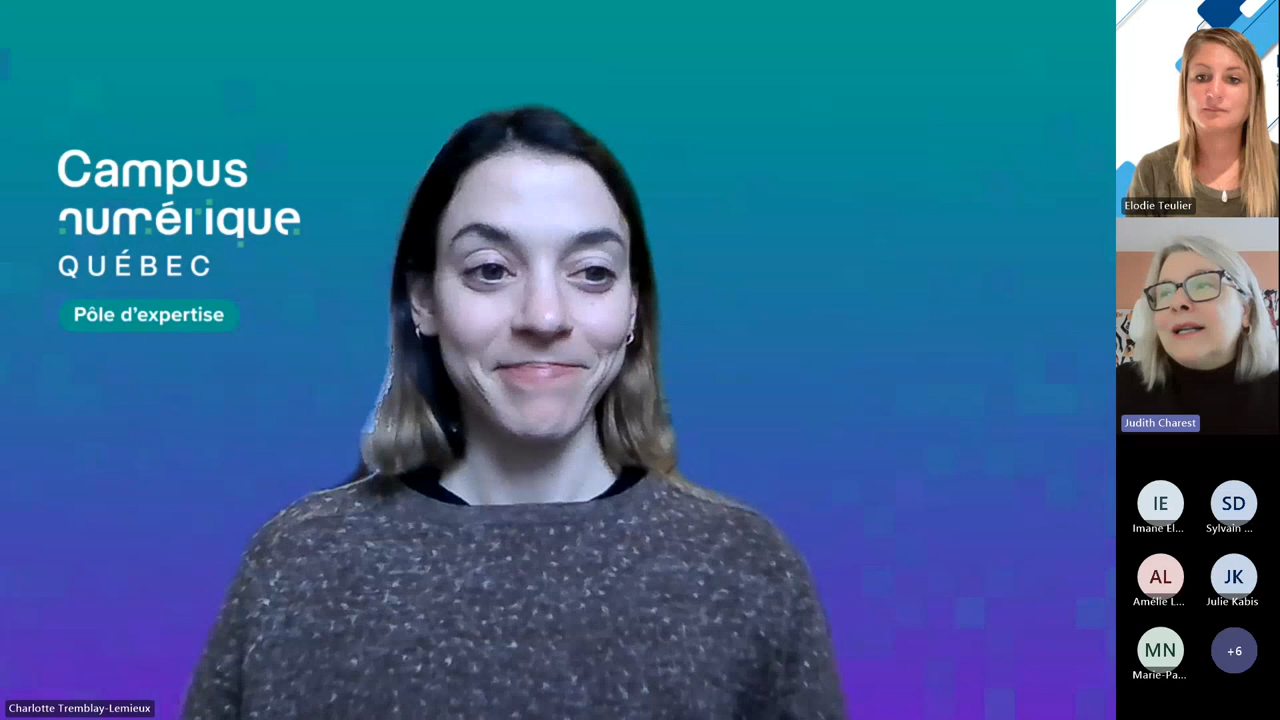 Campus
numérique
QUÉBEC
Pôle d'expertise
Charlotte Tremblay-Lemieux
Elodie Teulier
Judith Charest
IE
Imane El...
SD
Sylvain ...
AL
Amélie L...
JK
Julie Kabis
MN
Marie-Pa...
+6